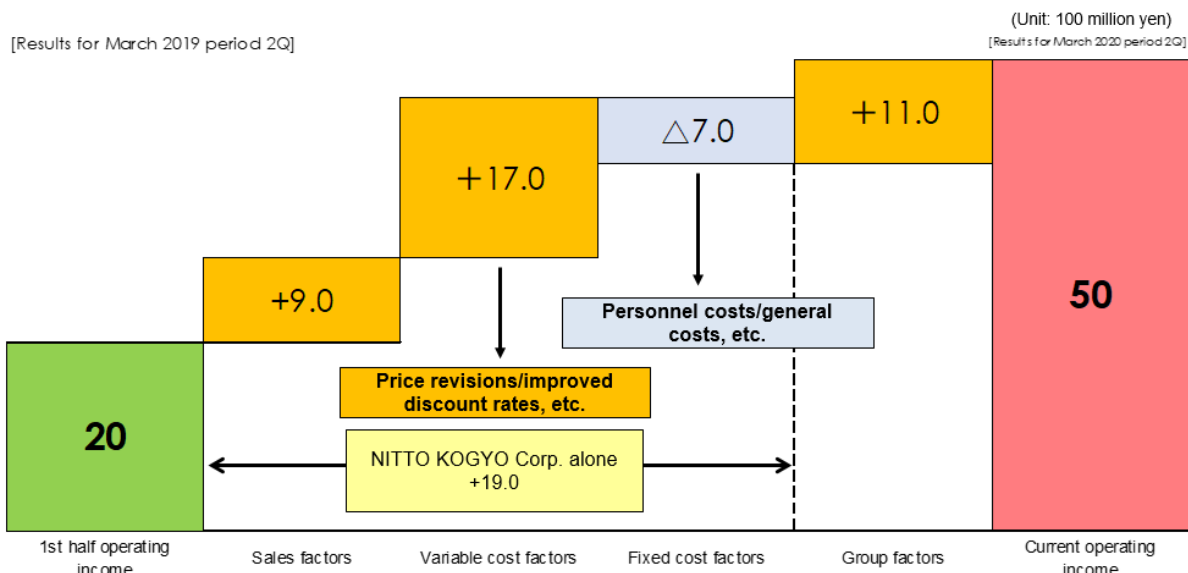 (Unit: 100 million yen)
[Results for March 2019 period 2Q]
[Results for March 2020 period 2Q]
+11.0
△7.0
+17.0
+9.0
50
Personnel costs/general
costs, etc.
Price revisions/improved
discount rates, etc.
20
NITTO KOGYO Corp. alone
+19.0
1st half operating
income
Sales factors
Variable cost factors
Fixed cost factors
Group factors
Current operating
income